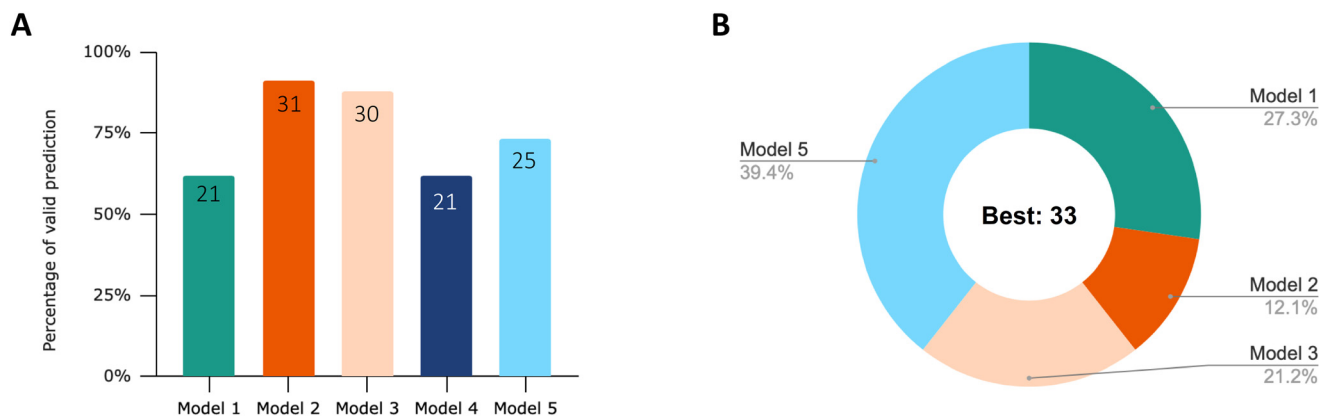 A
Percentage of valid prediction
100%
75%
50%
25%
0%
21
31
30
21
25
Model 1 Model 2 Model 3 Model 4 Model 5
B
Model 1
27.3%
Model 5
39.4%
Best: 33
Model 2
12.1%
Model 3
21.2%